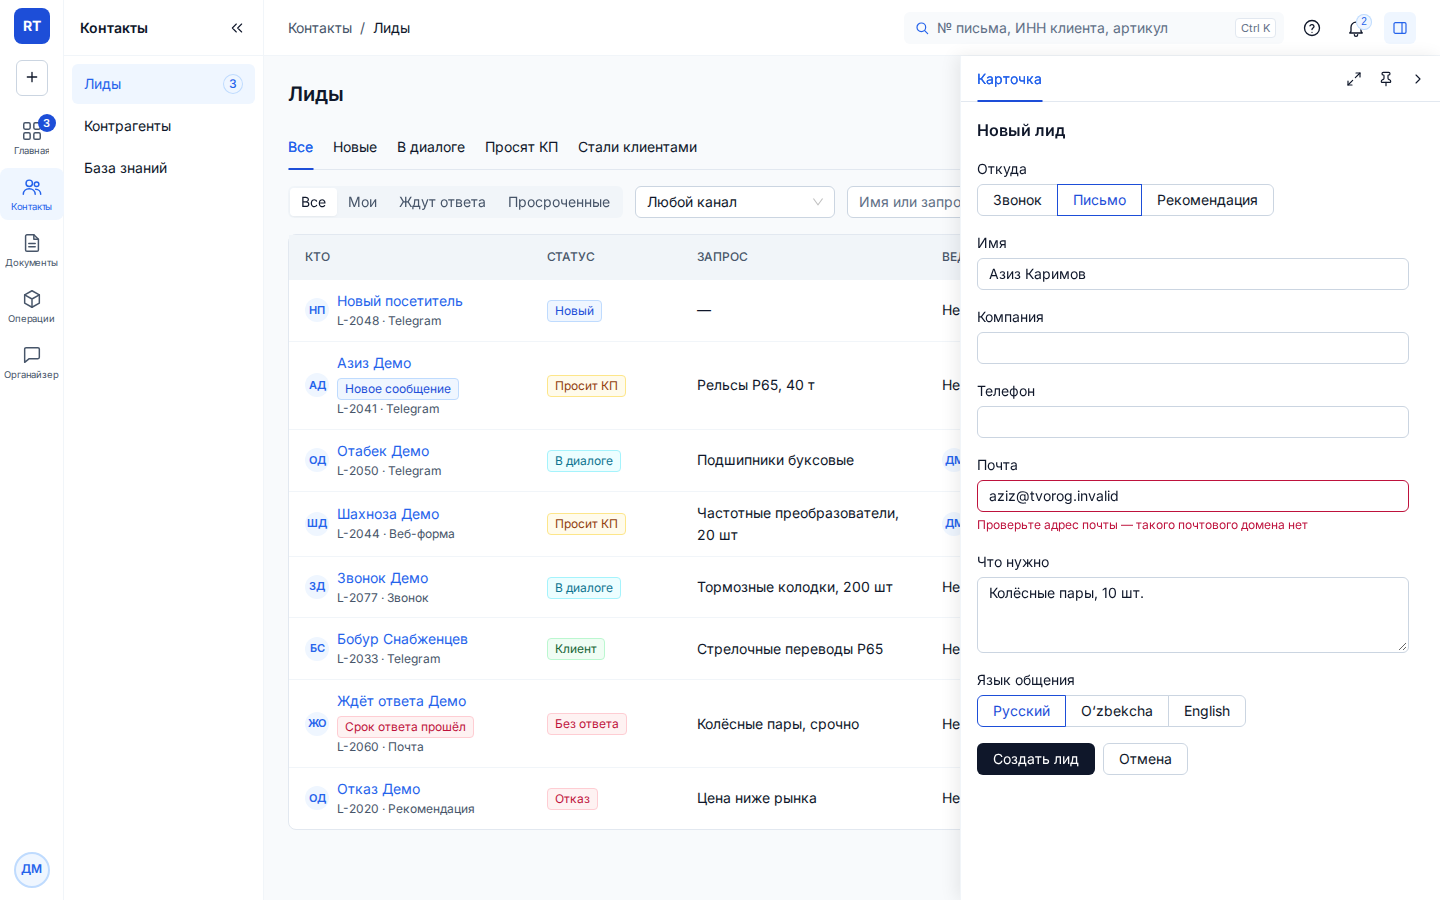 RT
Контакты
Контакты / Лиды
№ письма, ИНН клиента, артикул
Ctrl K
2
3
Главная
Контакты
Документы
Операции
Органайзер
ДМ
Лиды
3
Контрагенты
База знаний
Лиды
Все
Новые
В диалоге
Просят КП
Стали клиентами
Все
Мои
Ждут ответа
Просроченные
Любой канал
Имя или запро
КТО
СТАТУС
ЗАПРОС
ВЕД
НП
Новый посетитель
L-2048 · Telegram
Новый
—
Не
АД
Азиз Демо
Новое сообщение
L-2041 · Telegram
Просит КП
Рельсы Р65, 40 т
Не
ОД
Отабек Демо
L-2050 · Telegram
В диалоге
Подшипники буксовые
ДМ
ШД
Шахноза Демо
L-2044 · Веб-форма
Просит КП
Частотные преобразователи,
20 шт
ДМ
ЗД
Звонок Демо
L-2077 · Звонок
В диалоге
Тормозные колодки, 200 шт
Не
БС
Бобур Снабженцев
L-2033 · Telegram
Клиент
Стрелочные переводы Р65
Не
ЖО
Ждёт ответа Демо
Срок ответа прошёл
L-2060 · Почта
Без ответа
Колёсные пары, срочно
Не
ОД
Отказ Демо
L-2020 · Рекомендация
Отказ
Цена ниже рынка
Не
Карточка
Новый лид
Откуда
Звонок
Письмо
Рекомендация
Имя
Азиз Каримов
Компания
Телефон
Почта
aziz@tvorog.invalid
Проверьте адрес почты — такого почтового домена нет
Что нужно
Колёсные пары, 10 шт.
Язык общения
Русский
Oʻzbekcha
English
Создать лид
Отмена